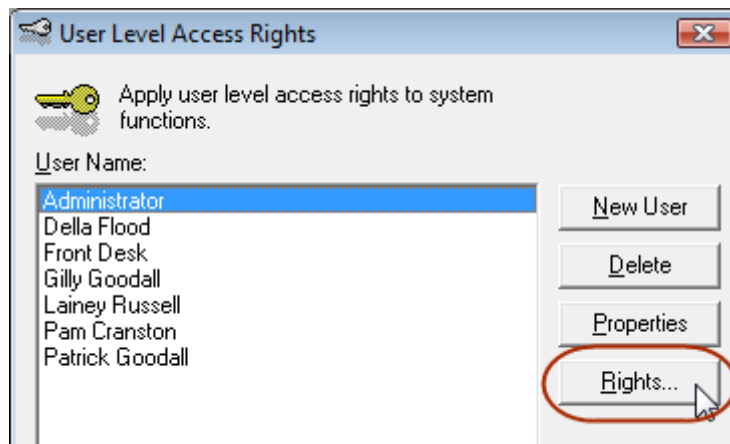 User Level Access Rights
Apply user level access rights to system
functions.
User Name:
Administrator
Della Flood
Front Desk
Gilly Goodall
Lainey Russell
Pam Cranston
Patrick Goodall
New User
Delete
Properties
Rights...